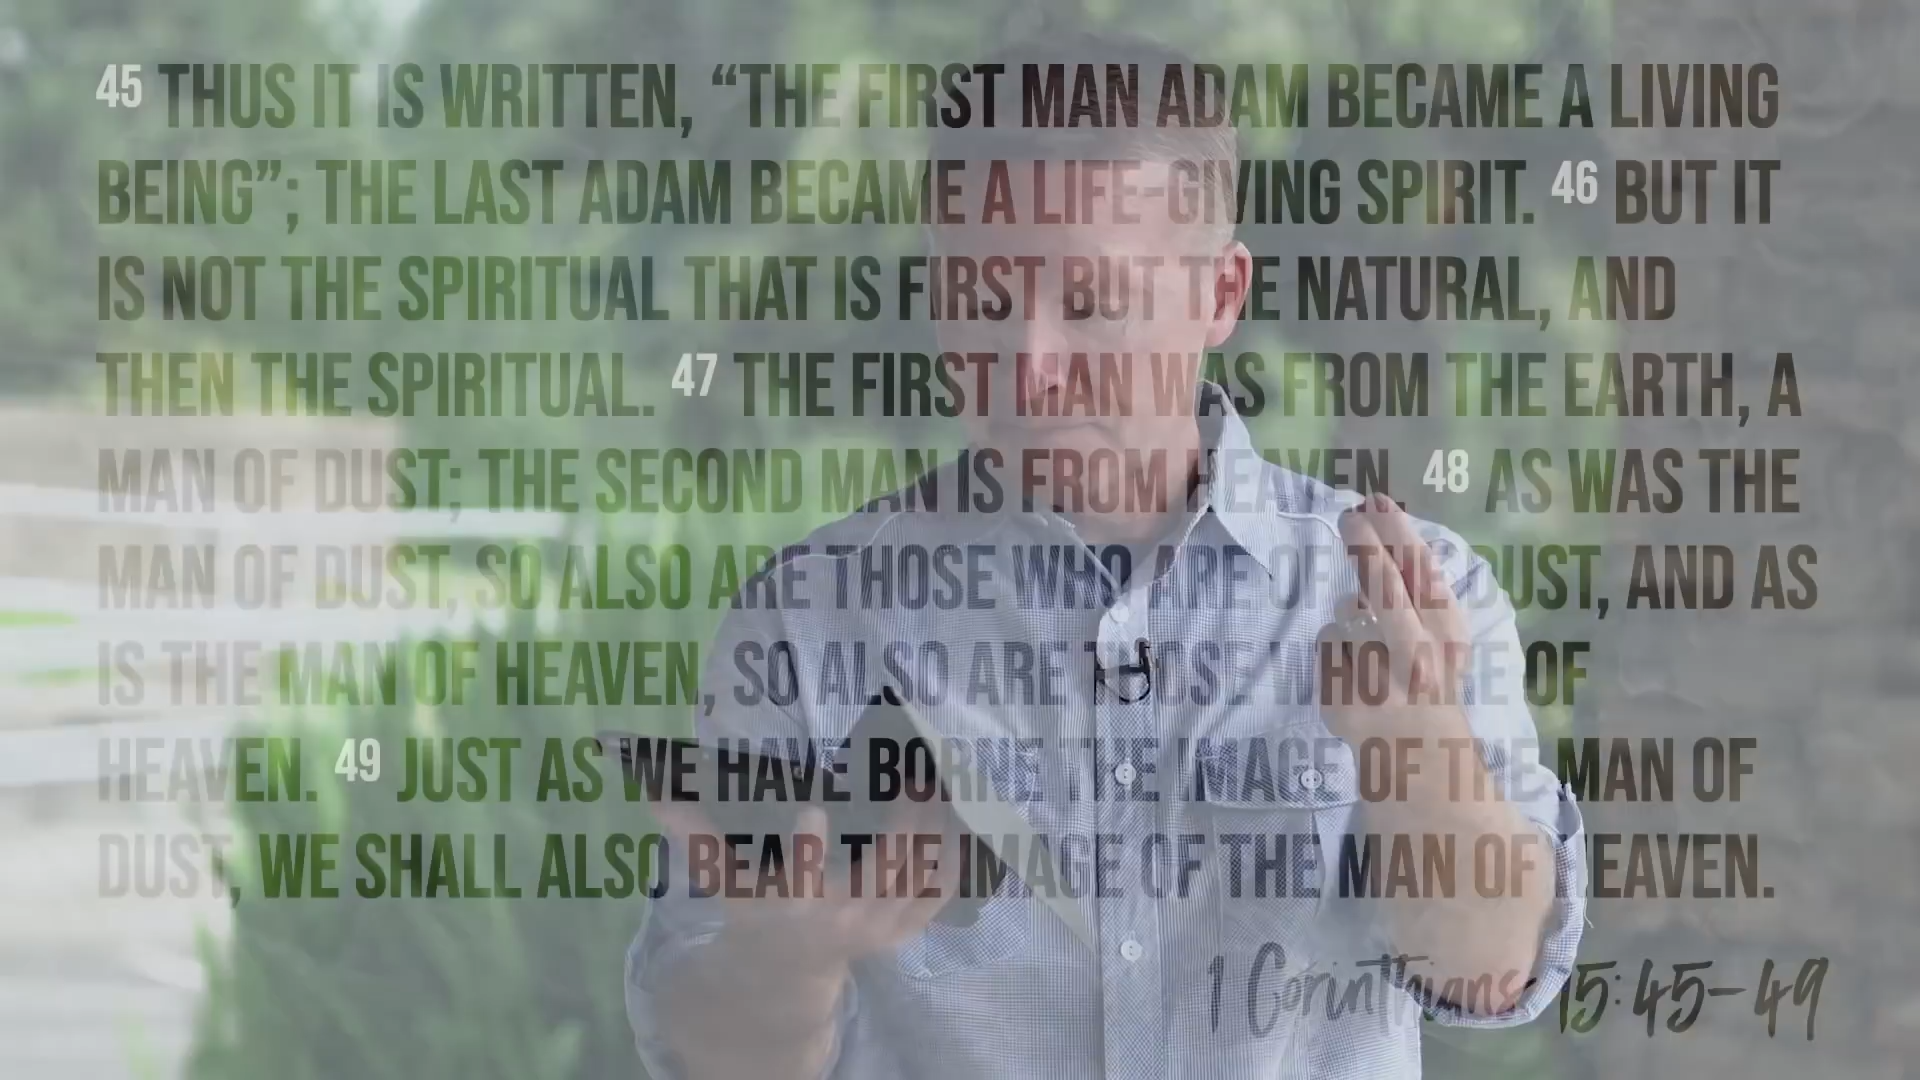 45 THUS IT IS WRITTEN, “THE FIRST MAN ADAM BECAME A LIVING
BEING”; THE LAST ADAM BECAME A LIFE-GIVING SPIRIT. 46 BUT IT
IS NOT THE SPIRITUAL THAT IS FIRST BUT THE NATURAL, AND
THEN THE SPIRITUAL. 47 THE FIRST MAN WAS FROM THE EARTH, A
MAN OF DUST; THE SECOND MAN IS FROM HEAVEN. 48 AS WAS THE
MAN OF DUST, SO ALSO ARE THOSE WHO ARE OF THE DUST, AND AS
IS THE MAN OF HEAVEN, SO ALSO ARE THOSE WHO ARE OF
HEAVEN. 49 JUST AS WE HAVE BORNE THE IMAGE OF THE MAN OF
DUST, WE SHALL ALSO BEAR THE IMAGE OF THE MAN OF HEAVEN.
1 Corinthians 15:45-49